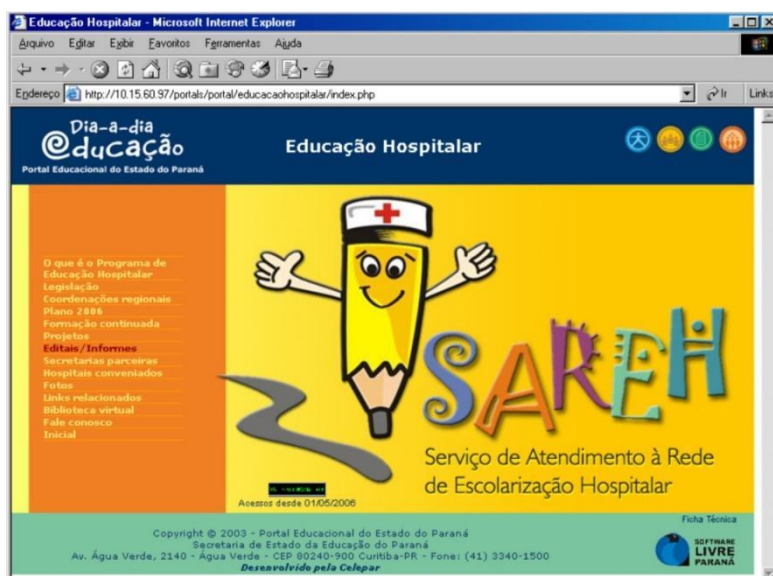 Educação Hospitalar - Microsoft Internet Explorer
Arquivo Editar Exibir Favoritos Ferramentas Ajuda
Endereço http://10.15.60.97/portals/portal/educacaohospitalar/index.php Ir Links
Dia-a-dia
educação
Portal Educacional do Estado do Paraná
Educação Hospitalar
O que é o Programa de
Educação Hospitalar
Legislação
Coordenações regionais
Plano 2006
Formação continuada
Projetos
Editais/Informes
Secretarias parceiras
Hospitais conveniados
Fotos
Links relacionados
Biblioteca virtual
Fale conosco
Inicial
SAREH
Serviço de Atendimento à Rede
de Escolarização Hospitalar
Acessos desde 01/05/2006
Ficha Técnica
Copyright © 2003 - Portal Educacional do Estado do Paraná
Secretaria de Estado da Educação do Paraná
Av. Água Verde, 2140 - Água Verde - CEP 80240-900 Curitiba-PR - Fone: (41) 3340-1500
Desenvolvido pela Celepar
SOFTWARE
LIVRE
PARANÁ